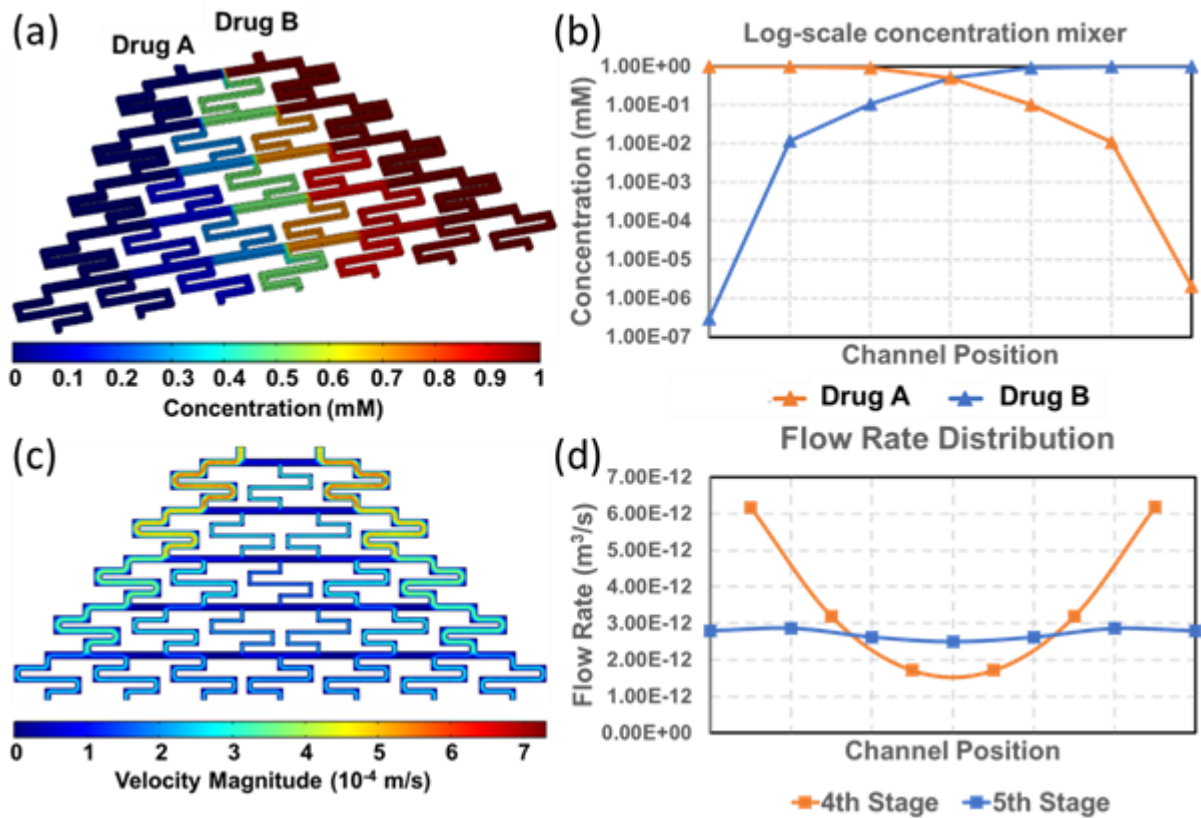 (a)
Drug A
Drug B
0 0.1 0.2 0.3 0.4 0.5 0.6 0.7 0.8 0.9 1
Concentration (mM)
(b)
Log-scale concentration mixer
Concentration (mM)
1.00E+00
1.00E-01
1.00E-02
1.00E-03
1.00E-04
1.00E-05
1.00E-06
1.00E-07
Channel Position
Drug A Drug B
(c)
0 1 2 3 4 5 6 7
Velocity Magnitude (10⁻⁴ m/s)
(d)
Flow Rate Distribution
Flow Rate (m³/s)
7.00E-12
6.00E-12
5.00E-12
4.00E-12
3.00E-12
2.00E-12
1.00E-12
0.00E+00
Channel Position
4th Stage 5th Stage